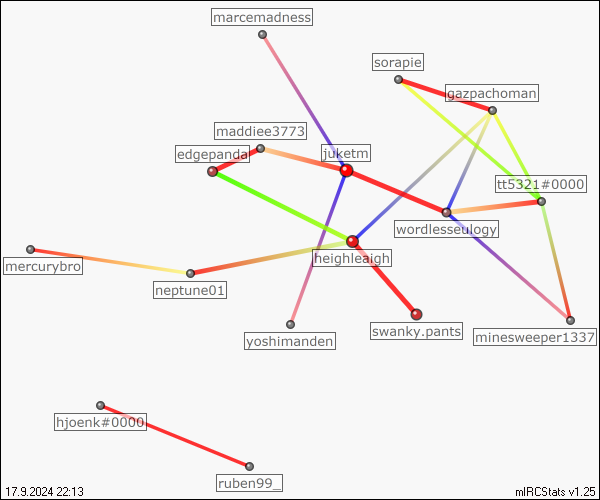 marcemadness
sorapie
gazpachoman
maddiee3773
edgepanda
juketm
tt5321#0000
wordlesseulogy
heighleaigh
mercurybro
neptune01
swanky.pants
yoshimanden
minesweeper1337
hjoenk#0000
ruben99_
17.9.2024 22:13
mIRCStats v1.25